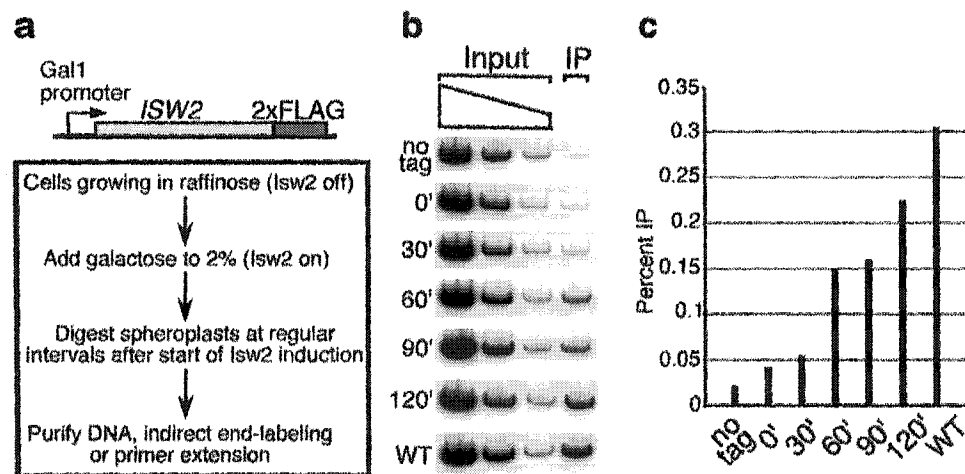 a
Gal1
promoter
ISW2
2xFLAG
Cells growing in raffinose (Isw2 off)
Add galactose to 2% (Isw2 on)
Digest spheroplasts at regular
intervals after start of Isw2 induction
Purify DNA, indirect end-labeling
or primer extension
b
Input IP
no
tag
0'
30'
60'
90'
120'
WT
c
Percent IP
0.35
0.3
0.25
0.2
0.15
0.1
0.05
0
no
tag
0'
30'
60'
90'
120'
WT